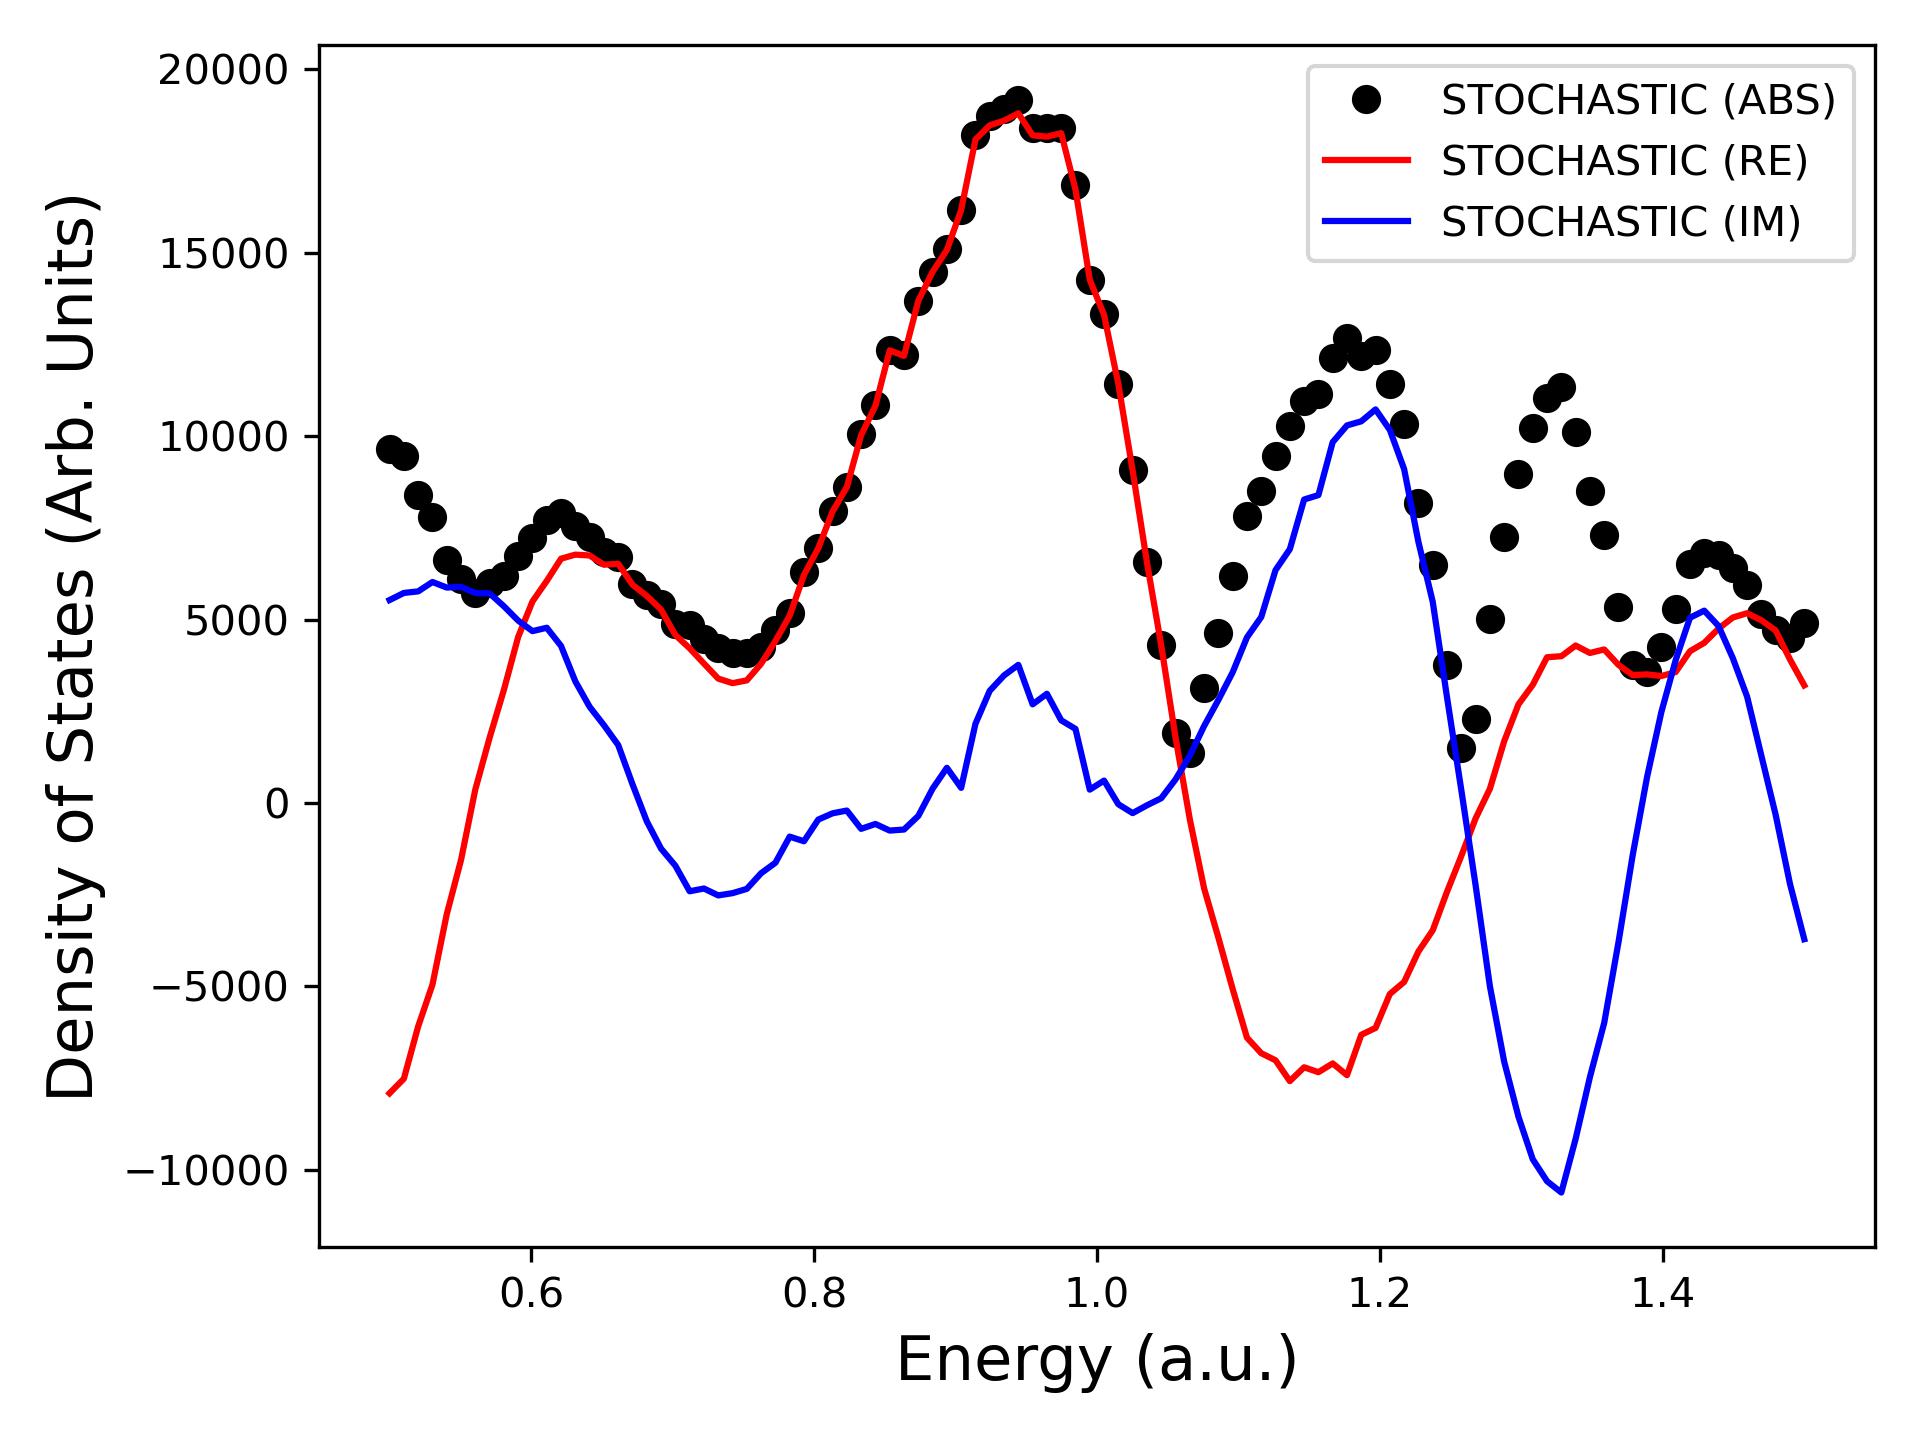 20000
15000
10000
5000
0
−5000
−10000
Density of States (Arb. Units)
STOCHASTIC (ABS)
STOCHASTIC (RE)
STOCHASTIC (IM)
0.6 0.8 1.0 1.2 1.4
Energy (a.u.)